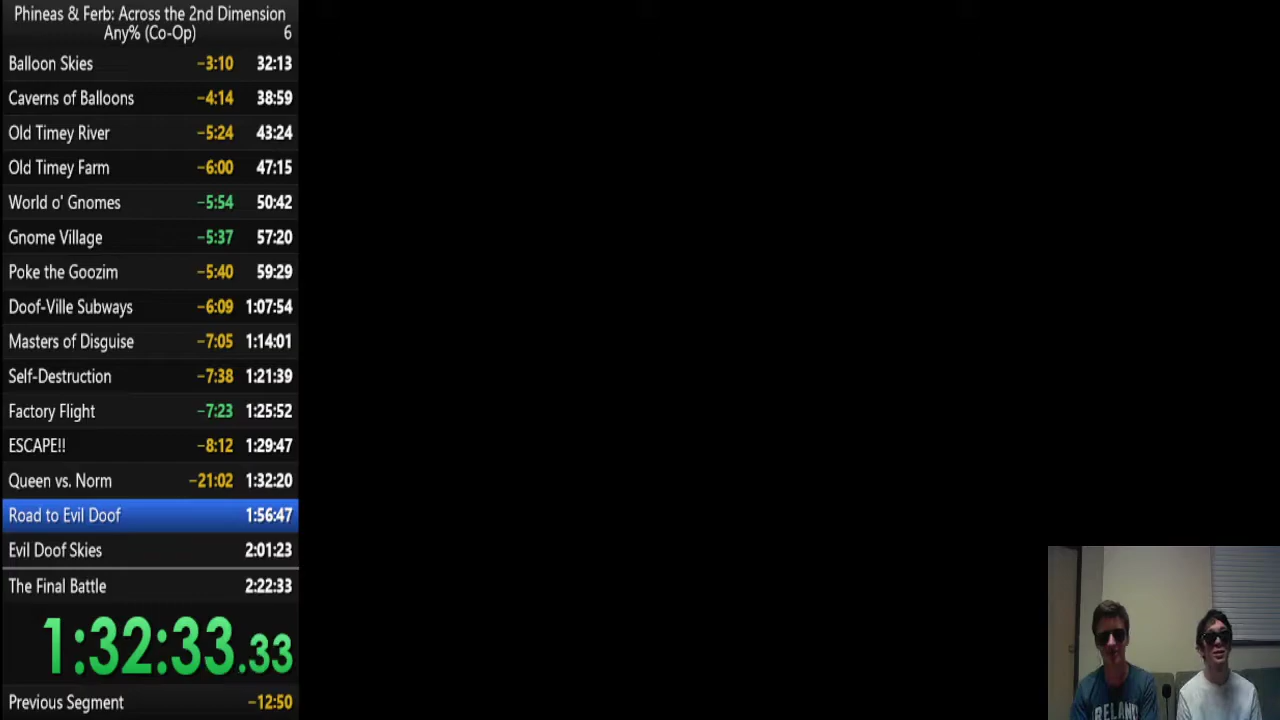 Phineas & Ferb: Across the 2nd Dimension
Any% (Co-Op) 6
Balloon Skies −3:10 32:13
Caverns of Balloons −4:14 38:59
Old Timey River −5:24 43:24
Old Timey Farm −6:00 47:15
World o' Gnomes −5:54 50:42
Gnome Village −5:37 57:20
Poke the Goozim −5:40 59:29
Doof-Ville Subways −6:09 1:07:54
Masters of Disguise −7:05 1:14:01
Self-Destruction −7:38 1:21:39
Factory Flight −7:23 1:25:52
ESCAPE!! −8:12 1:29:47
Queen vs. Norm −21:02 1:32:20
Road to Evil Doof 1:56:47
Evil Doof Skies 2:01:23
The Final Battle 2:22:33
1:32:33.33
Previous Segment −12:50
IRELAND